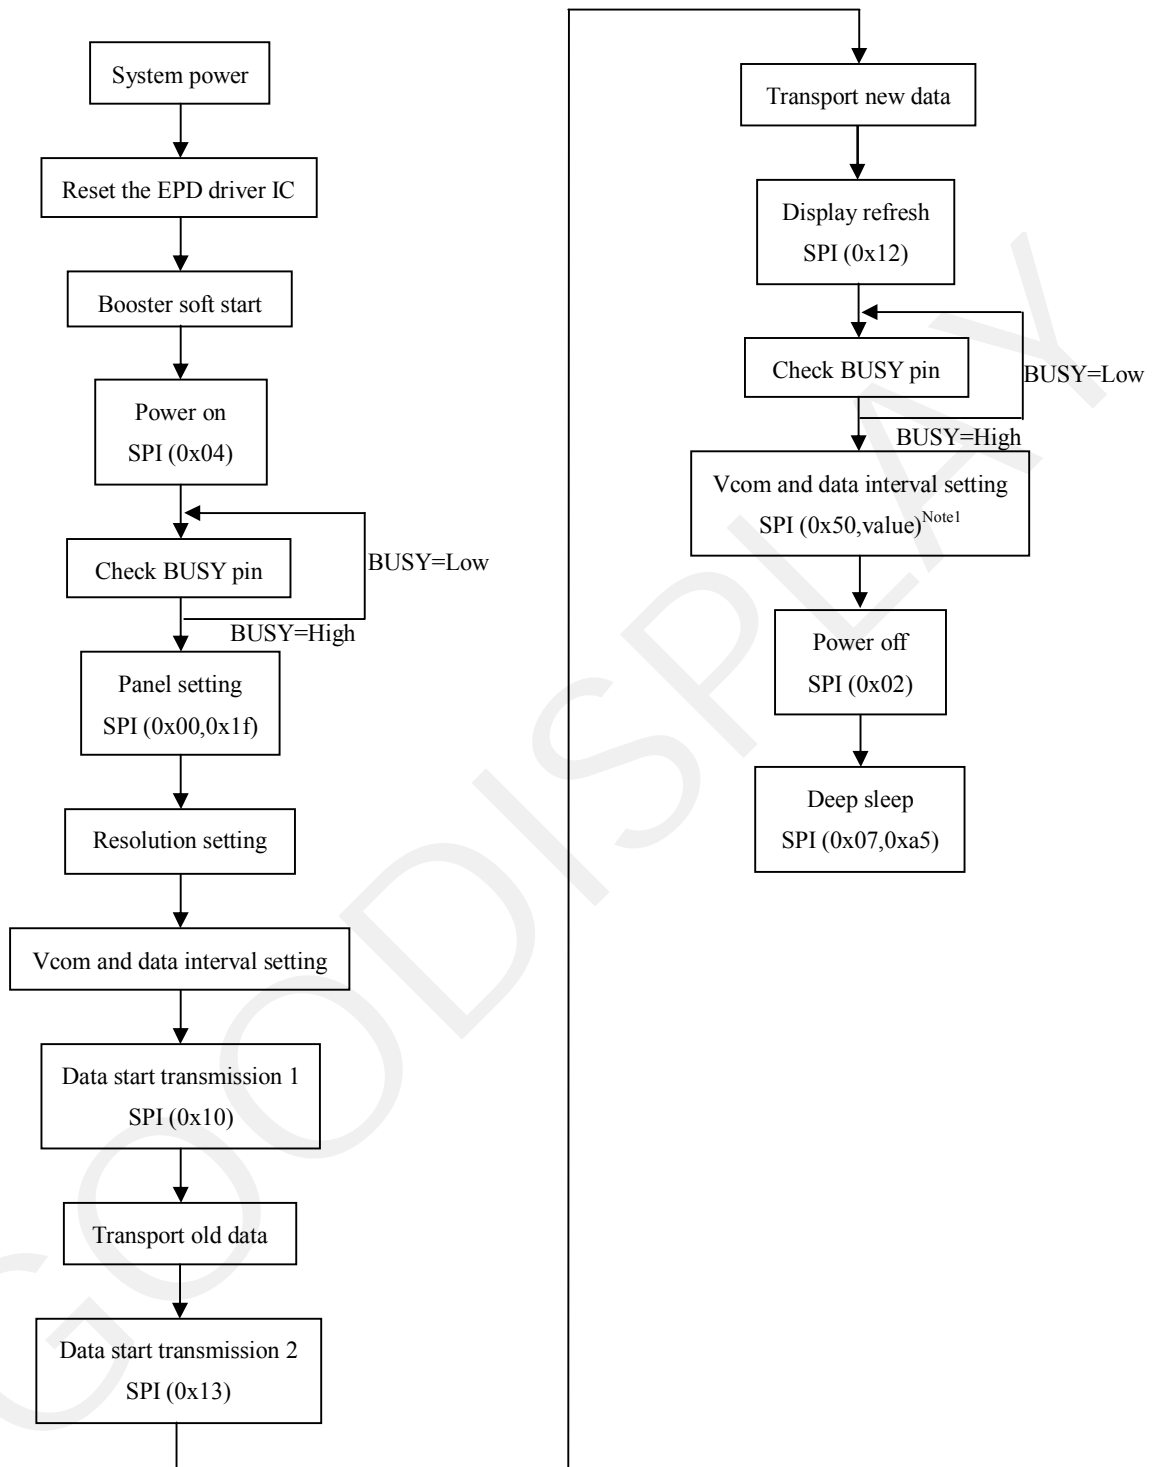 System power
Reset the EPD driver IC
Booster soft start
Power on
SPI (0x04)
Check BUSY pin
BUSY=Low
BUSY=High
Panel setting
SPI (0x00,0x1f)
Resolution setting
Vcom and data interval setting
Data start transmission 1
SPI (0x10)
Transport old data
Data start transmission 2
SPI (0x13)
Transport new data
Display refresh
SPI (0x12)
Check BUSY pin
BUSY=Low
BUSY=High
Vcom and data interval setting
SPI (0x50,value)Note1
Power off
SPI (0x02)
Deep sleep
SPI (0x07,0xa5)
GOODISPLAY